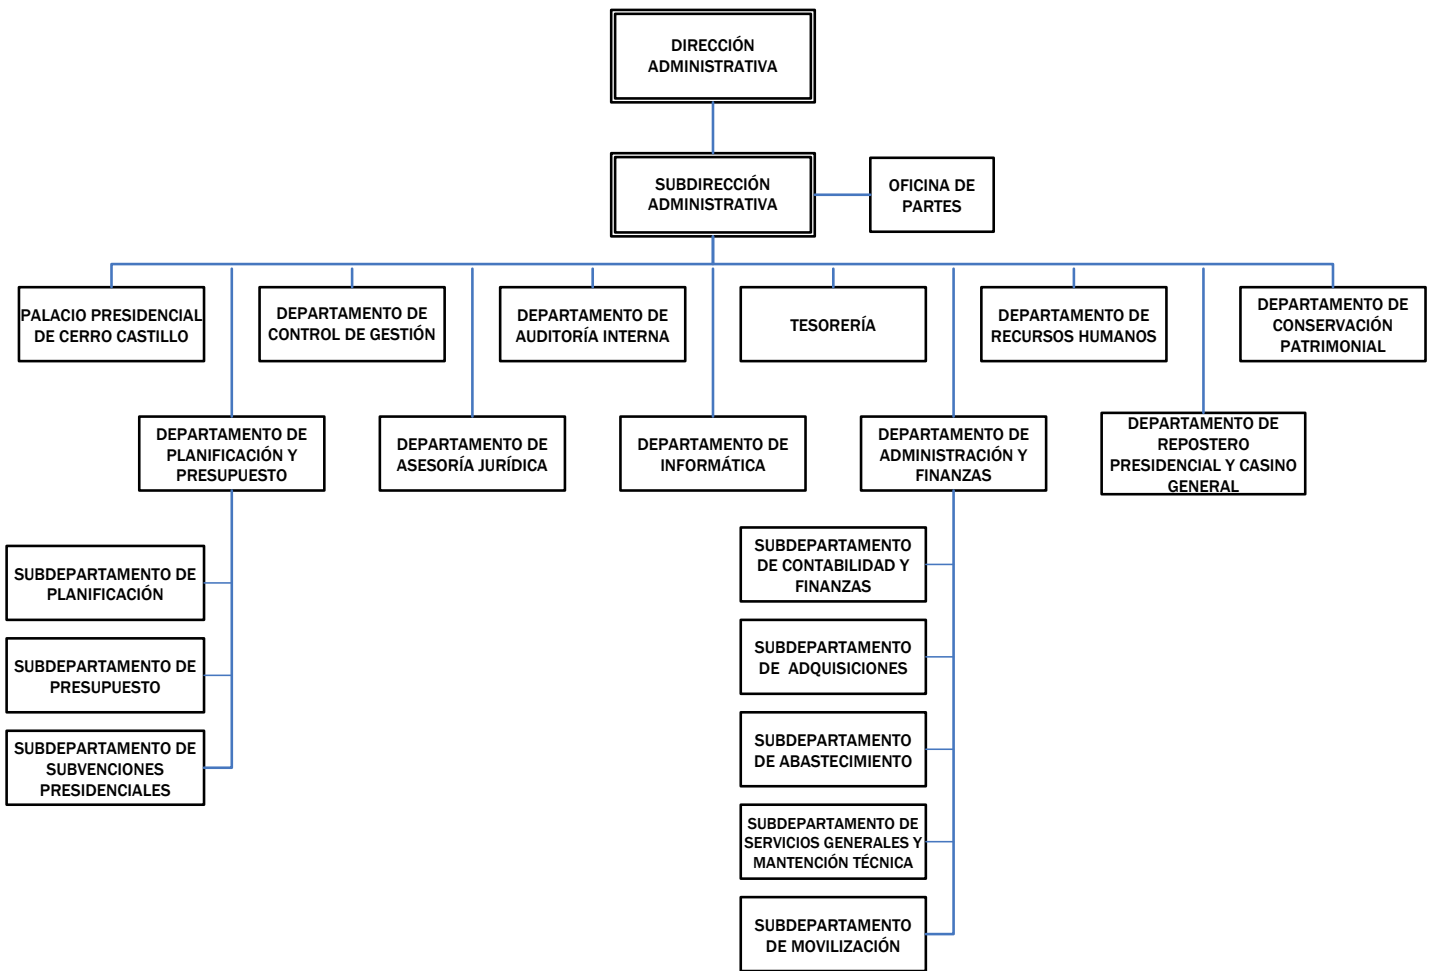 DIRECCIÓN
ADMINISTRATIVA
SUBDIRECCIÓN
ADMINISTRATIVA
OFICINA DE
PARTES
PALACIO PRESIDENCIAL
DE CERRO CASTILLO
DEPARTAMENTO DE
CONTROL DE GESTIÓN
DEPARTAMENTO DE
AUDITORÍA INTERNA
TESORERÍA
DEPARTAMENTO DE
RECURSOS HUMANOS
DEPARTAMENTO DE
CONSERVACIÓN
PATRIMONIAL
DEPARTAMENTO DE
PLANIFICACIÓN Y
PRESUPUESTO
DEPARTAMENTO DE
ASESORÍA JURÍDICA
DEPARTAMENTO DE
INFORMÁTICA
DEPARTAMENTO DE
ADMINISTRACIÓN Y
FINANZAS
DEPARTAMENTO DE
REPOSTERO
PRESIDENCIAL Y CASINO
GENERAL
SUBDEPARTAMENTO DE
PLANIFICACIÓN
SUBDEPARTAMENTO DE
PRESUPUESTO
SUBDEPARTAMENTO DE
SUBVENCIONES
PRESIDENCIALES
SUBDEPARTAMENTO
DE CONTABILIDAD Y
FINANZAS
SUBDEPARTAMENTO
DE ADQUISICIONES
SUBDEPARTAMENTO
DE ABASTECIMIENTO
SUBDEPARTAMENTO DE
SERVICIOS GENERALES Y
MANTENCIÓN TÉCNICA
SUBDEPARTAMENTO
DE MOVILIZACIÓN